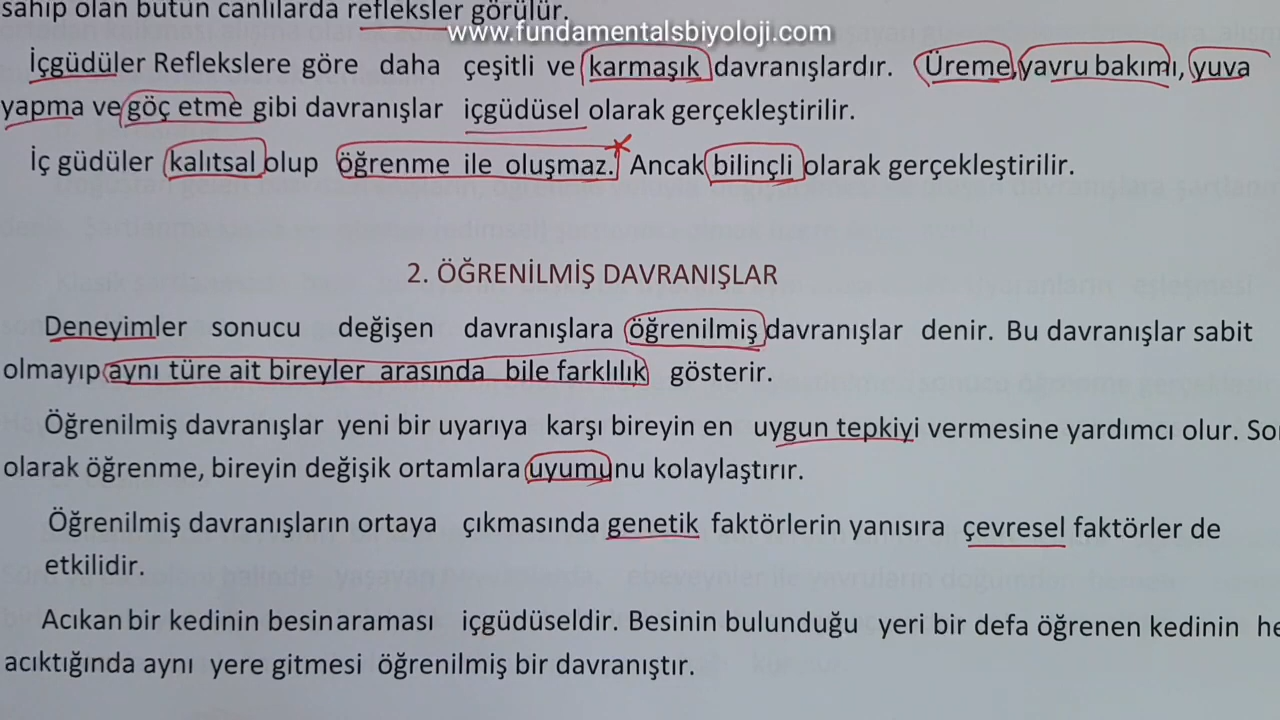 sahip olan bütün canlılarda refleksler görülür.
www.fundamentalsbiyoloji.com
İçgüdüler Reflekslere göre daha çeşitli ve karmaşık davranışlardır. Üreme, yavru bakımı, yuva
yapma ve göç etme gibi davranışlar içgüdüsel olarak gerçekleştirilir.
İç güdüler kalıtsal olup öğrenme ile oluşmaz. Ancak bilinçli olarak gerçekleştirilir.
2. ÖĞRENİLMİŞ DAVRANIŞLAR
Deneyimler sonucu değişen davranışlara öğrenilmiş davranışlar denir. Bu davranışlar sabit
olmayıp aynı türe ait bireyler arasında bile farklılık gösterir.
Öğrenilmiş davranışlar yeni bir uyarıya karşı bireyin en uygun tepkiyi vermesine yardımcı olur.
olarak öğrenme, bireyin değişik ortamlara uyumunu kolaylaştırır.
Öğrenilmiş davranışların ortaya çıkmasında genetik faktörlerin yanısıra çevresel faktörler de
etkilidir.
Acıkan bir kedinin besin araması içgüdüseldir. Besinin bulunduğu yeri bir defa öğrenen kedinin
acıktığında aynı yere gitmesi öğrenilmiş bir davranıştır.